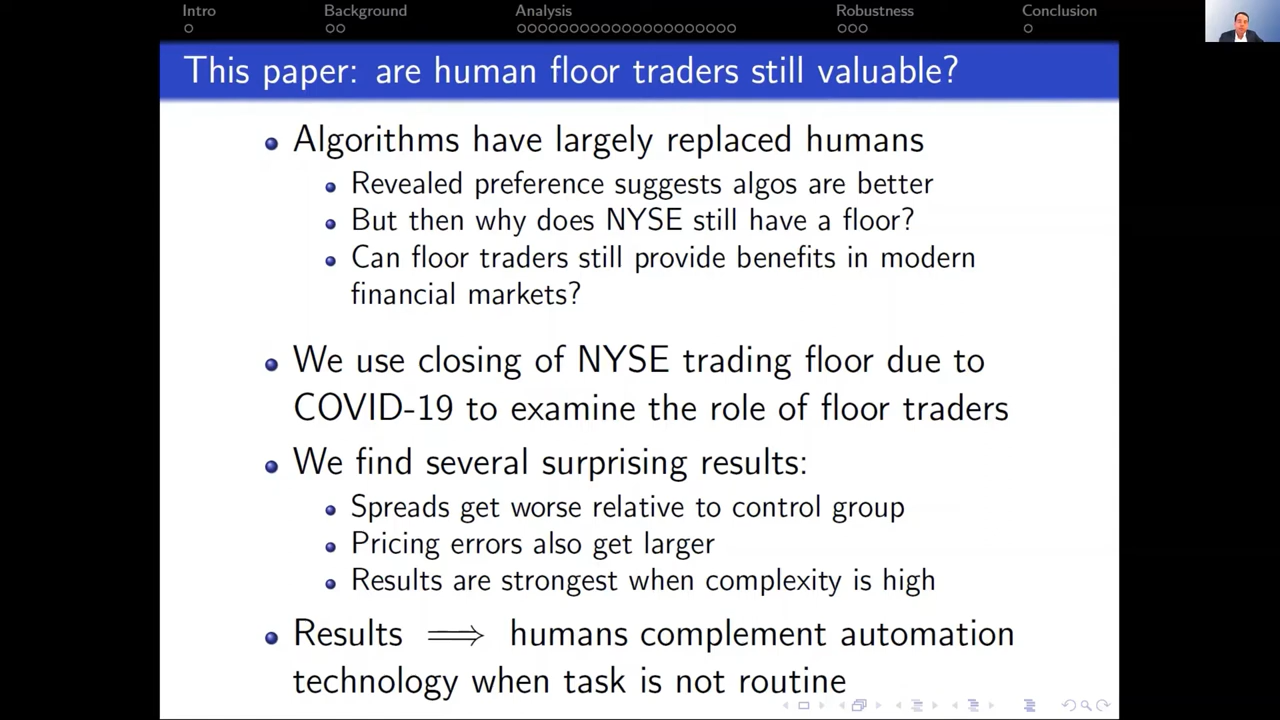 Intro Background Analysis Robustness Conclusion
This paper: are human floor traders still valuable?
Algorithms have largely replaced humans
Revealed preference suggests algos are better
But then why does NYSE still have a floor?
Can floor traders still provide benefits in modern
financial markets?
We use closing of NYSE trading floor due to
COVID-19 to examine the role of floor traders
We find several surprising results:
Spreads get worse relative to control group
Pricing errors also get larger
Results are strongest when complexity is high
Results ⟹ humans complement automation
technology when task is not routine